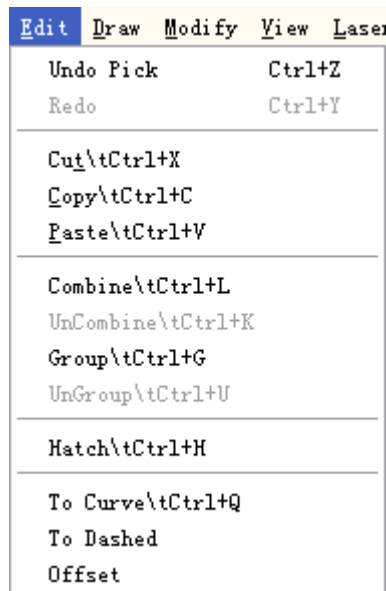 Edit Draw Modify View Laser
Undo Pick Ctrl+Z
Redo Ctrl+Y
Cut\tCtrl+X
Copy\tCtrl+C
Paste\tCtrl+V
Combine\tCtrl+L
UnCombine\tCtrl+K
Group\tCtrl+G
UnGroup\tCtrl+U
Hatch\tCtrl+H
To Curve\tCtrl+Q
To Dashed
Offset